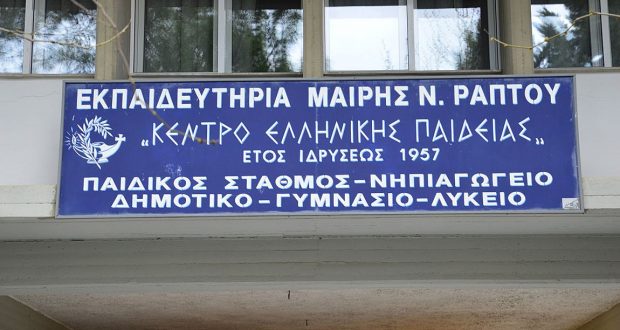 ΕΚΠΑΙΔΕΥΤΗΡΙΑ ΜΑΙΡΗΣ Ν. ΡΑΠΤΟΥ
„ΚΕΝΤΡΟ ΕΛΛΗΝΙΚΗΣ ΠΑΙΔΕΙΑΣ"
ΕΤΟΣ ΙΔΡΥΣΕΩΣ 1957
ΠΑΙΔΙΚΟΣ ΣΤΑΘΜΟΣ-ΝΗΠΙΑΓΩΓΕΙΟ
ΔΗΜΟΤΙΚΟ-ΓΥΜΝΑΣΙΟ-ΛΥΚΕΙΟ